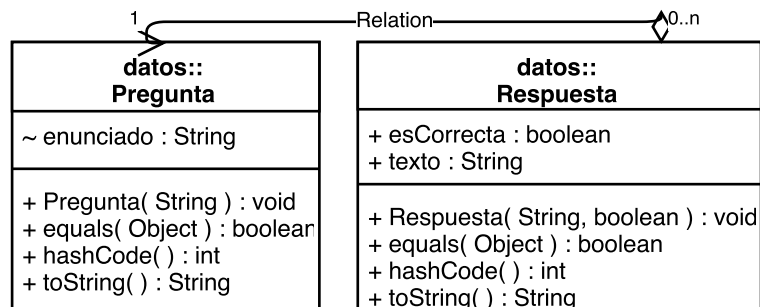 1 Relation 0..n
datos::
Pregunta
~ enunciado : String
+ Pregunta( String ) : void
+ equals( Object ) : boolean
+ hashCode( ) : int
+ toString( ) : String
datos::
Respuesta
+ esCorrecta : boolean
+ texto : String
+ Respuesta( String, boolean ) : void
+ equals( Object ) : boolean
+ hashCode( ) : int
+ toString( ) : String